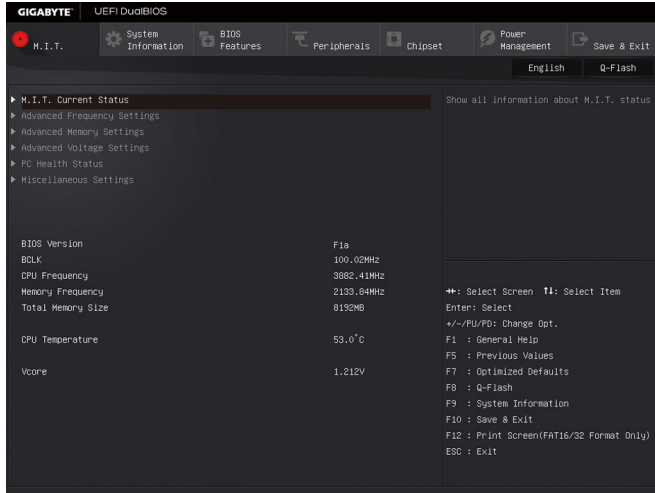 GIGABYTE™ UEFI DualBIOS
M.I.T.
System
Information
BIOS
Features
Peripherals
Chipset
Power
Management
Save & Exit
English
Q-Flash
M.I.T. Current Status
Advanced Frequency Settings
Advanced Memory Settings
Advanced Voltage Settings
PC Health Status
Miscellaneous Settings
Show all information about M.I.T. status
BIOS Version F1a
BCLK 100.02MHz
CPU Frequency 3882.41MHz
Memory Frequency 2133.84MHz
Total Memory Size 8192MB
CPU Temperature 53.0°C
Vcore 1.212V
→←: Select Screen ↑↓: Select Item
Enter: Select
+/-/PU/PD: Change Opt.
F1 : General Help
F5 : Previous Values
F7 : Optimized Defaults
F8 : Q-Flash
F9 : System Information
F10 : Save & Exit
F12 : Print Screen(FAT16/32 Format Only)
ESC : Exit